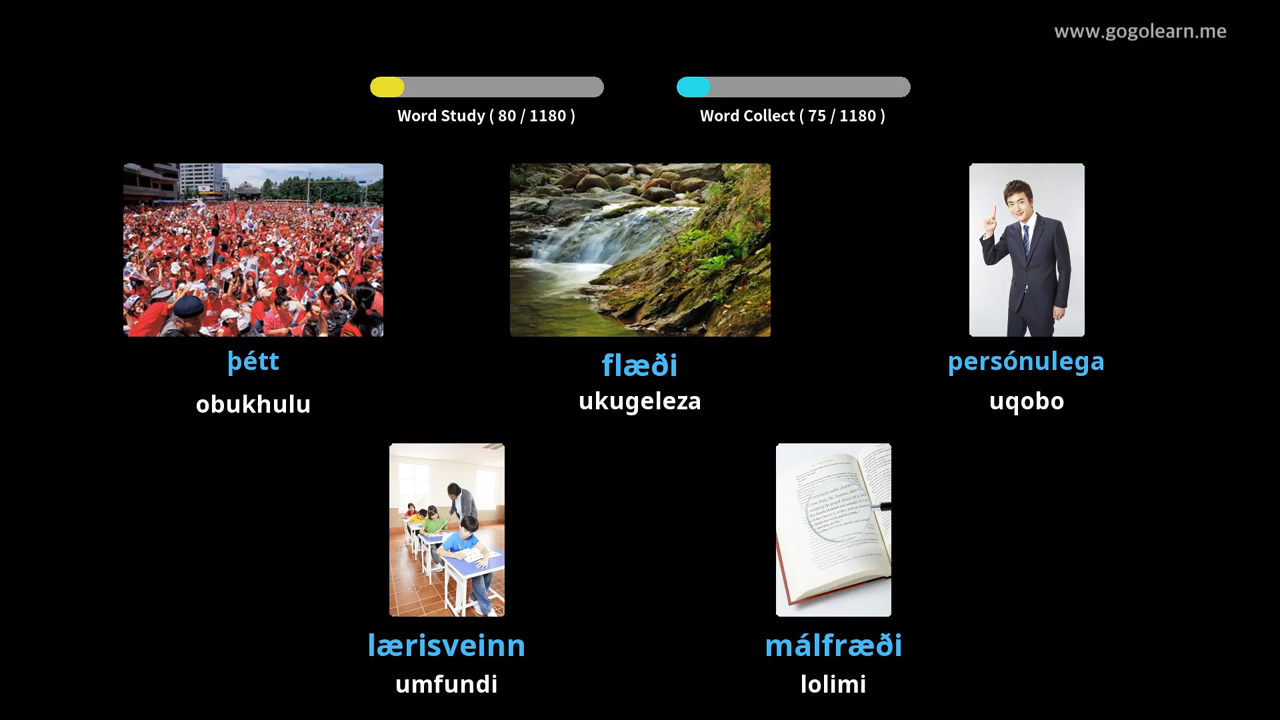 www.gogolearn.me
Word Study ( 80 / 1180 )
Word Collect ( 75 / 1180 )
þétt
flæði
persónulega
obukhulu
ukugeleza
uqobo
lærisveinn
málfræði
umfundi
lolimi